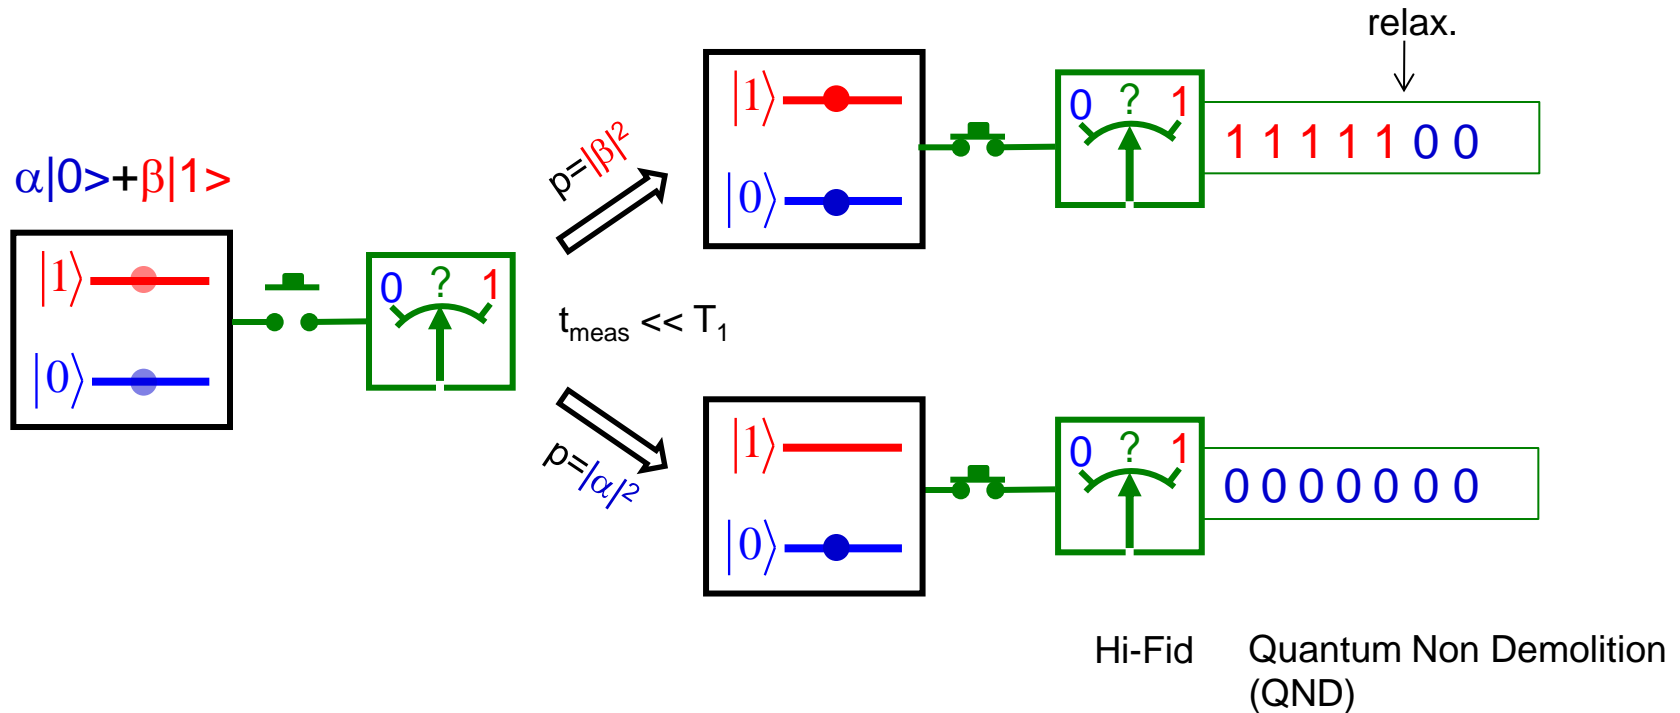 relax.
α|0>+β|1>
|1⟩
|0⟩
0 ? 1
p=|β|²
t_meas << T₁
p=|α|²
|1⟩
|0⟩
0 ? 1
1 1 1 1 1 0 0
|1⟩
|0⟩
0 ? 1
0 0 0 0 0 0 0
Hi-Fid
Quantum Non Demolition
(QND)